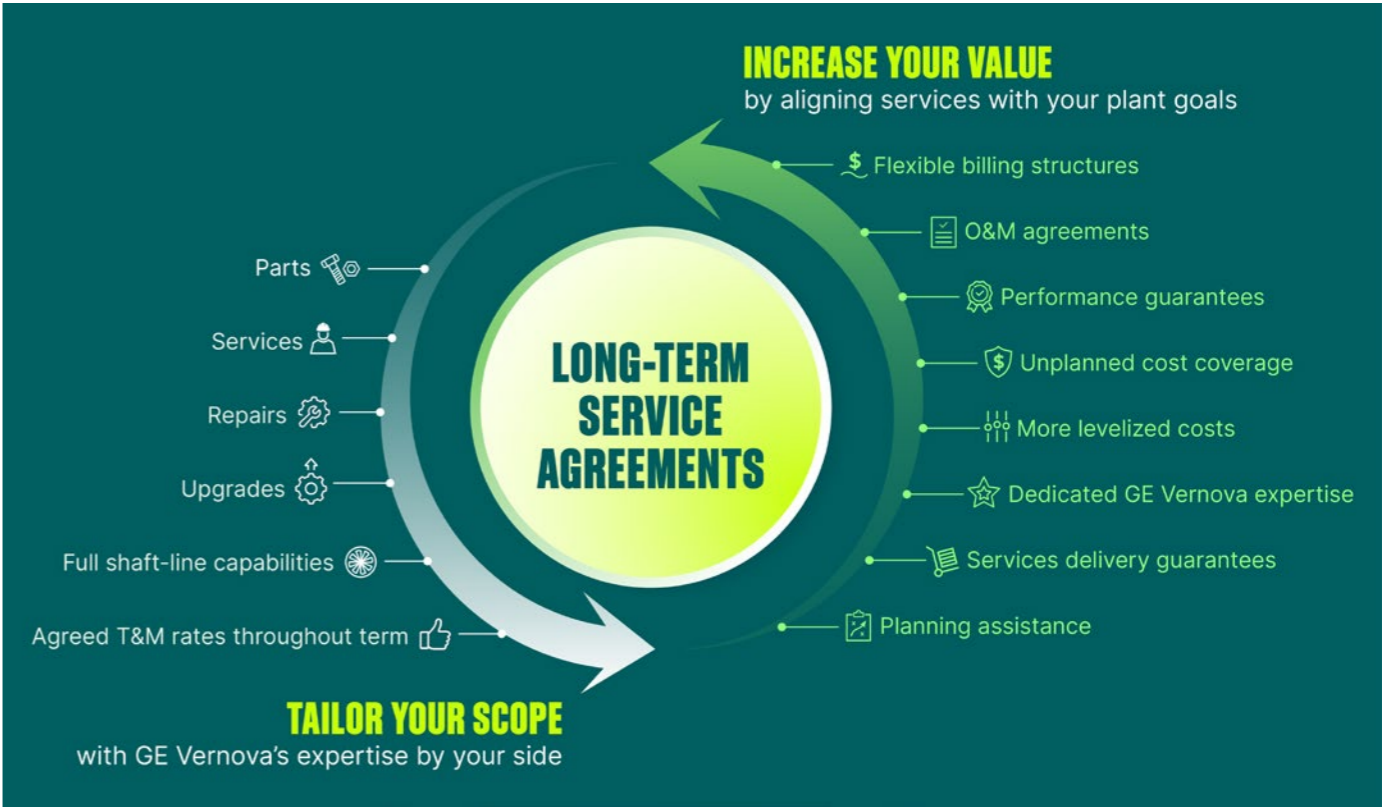 INCREASE YOUR VALUE
by aligning services with your plant goals
Flexible billing structures
O&M agreements
Performance guarantees
Unplanned cost coverage
More levelized costs
Dedicated GE Vernova expertise
Services delivery guarantees
Planning assistance
LONG-TERM
SERVICE
AGREEMENTS
Parts
Services
Repairs
Upgrades
Full shaft-line capabilities
Agreed T&M rates throughout term
TAILOR YOUR SCOPE
with GE Vernova’s expertise by your side